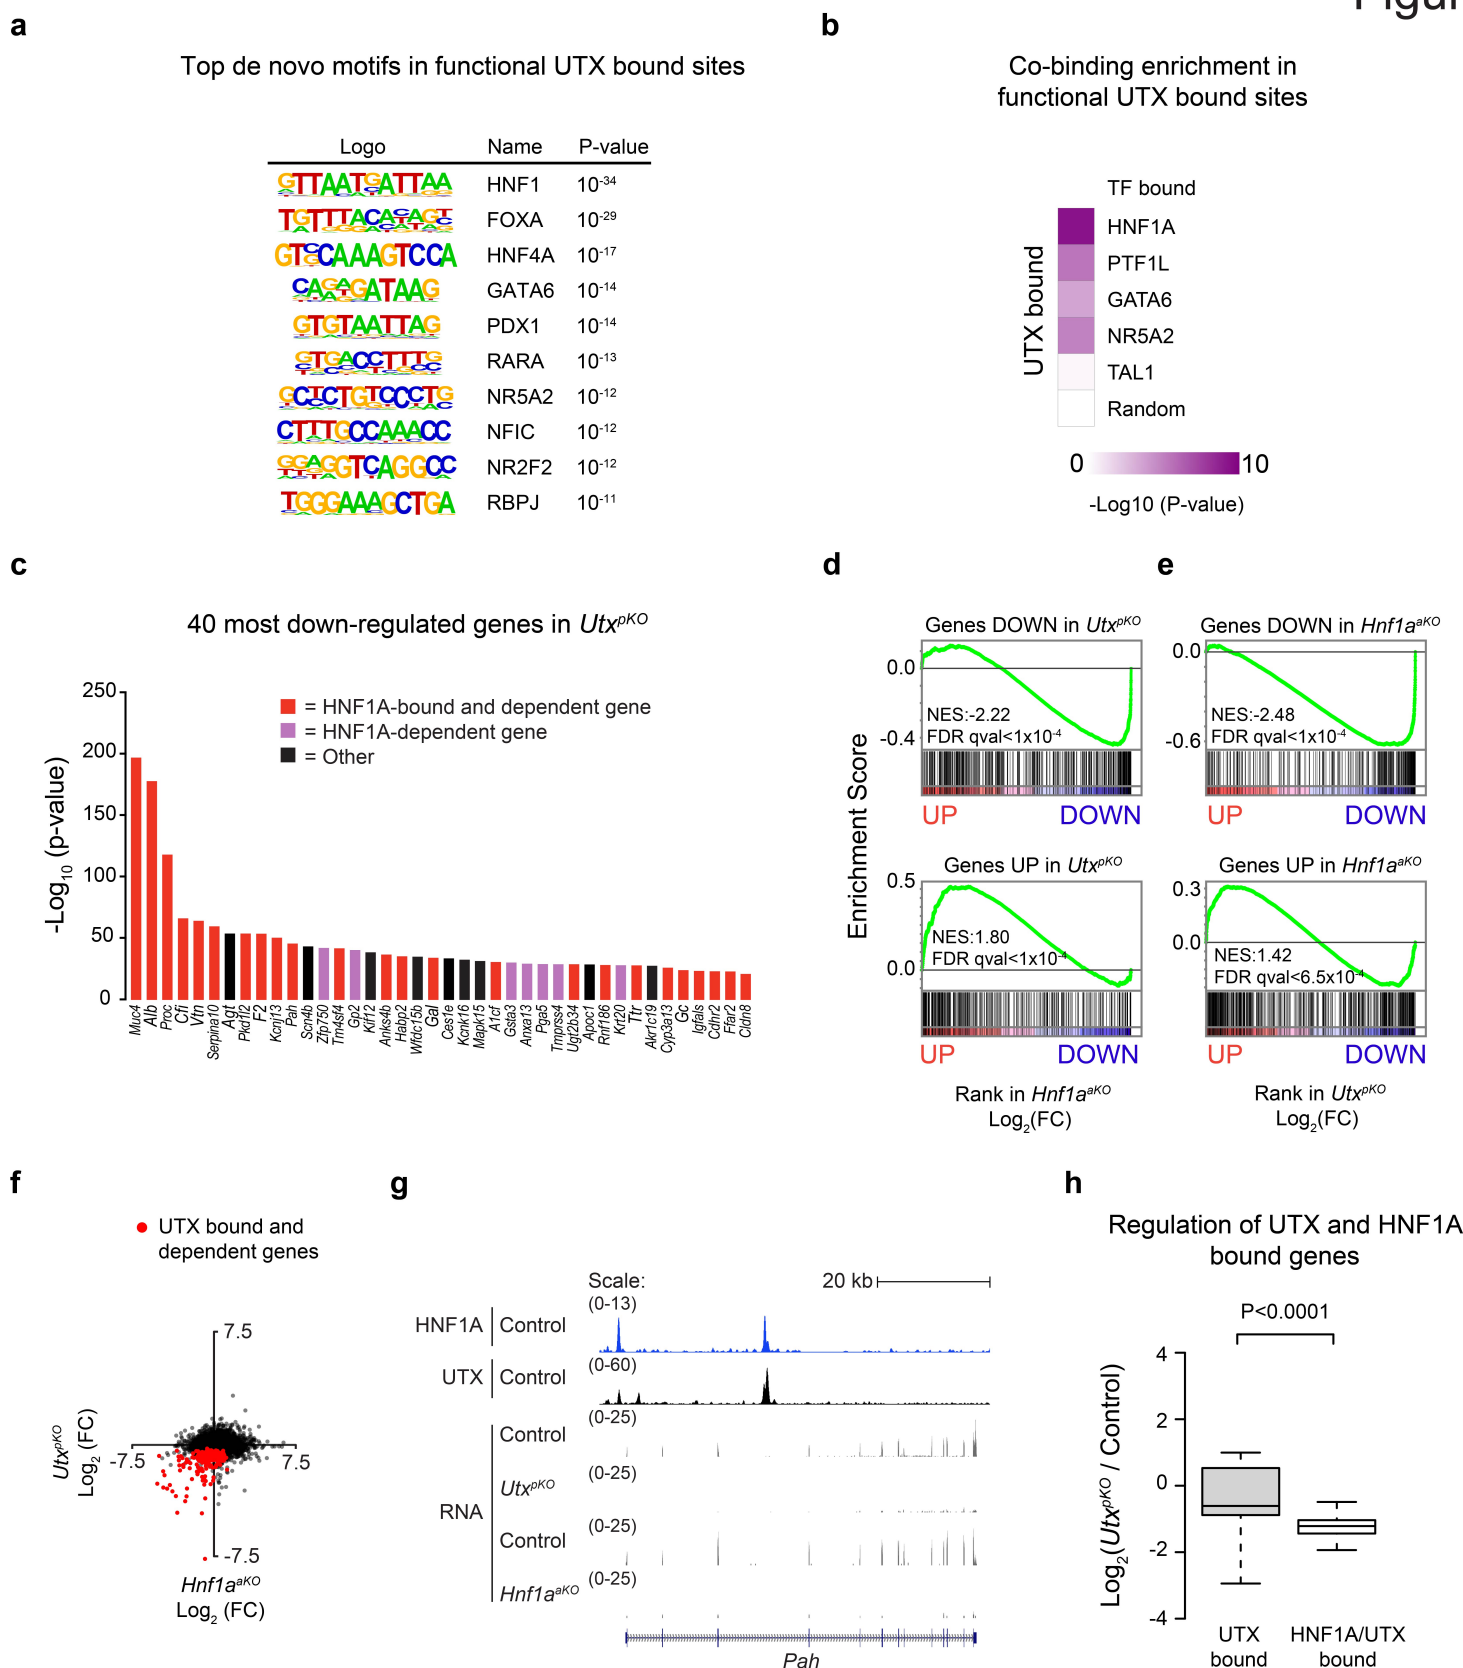 Figur
a
Top de novo motifs in functional UTX bound sites
Logo Name P-value
GTTAATGATTAA HNF1 10-34
TGTTTACACAGT FOXA 10-29
GTCCAAAGTCCA HNF4A 10-17
CAGAGATAAG GATA6 10-14
GTGTAATTAG PDX1 10-14
GTGACCTTTG RARA 10-13
GCTCTGTCCCTG NR5A2 10-12
CTTTGCCAAACC NFIC 10-12
GGAGGTCAGGCC NR2F2 10-12
TGGGAAAGCTGA RBPJ 10-11
b
Co-binding enrichment in
functional UTX bound sites
TF bound
UTX bound
HNF1A
PTF1L
GATA6
NR5A2
TAL1
Random
0 10
-Log10 (P-value)
c
40 most down-regulated genes in UtxpKO
-Log10 (p-value)
250
200
150
100
50
0
= HNF1A-bound and dependent gene
= HNF1A-dependent gene
= Other
Muc4 Alb Proc Cfi Vtn Serpina10 Agt Pkd1l2 F2 Kcnj13 Pah Scn4b Zfp750 Tm4sf4 Gp2 Kif12 Anks4b Habp2 Wfdc15b Gal Ces1e Kcnk16 Mapk15 A1cf Gsta3 Anxa13 Pga5 Tmprss4 Ugt2b34 Apoc1 Rnf186 Krt20 Ttr Akr1c19 Cyp3a13 Gc Igfals Cdhr2 Ffar2 Cldn8
d
Enrichment Score
Genes DOWN in UtxpKO
0.0
-0.4
NES:-2.22
FDR qval<1x10-4
UP DOWN
Genes UP in UtxpKO
0.5
0.0
NES:1.80
FDR qval<1x10-4
UP DOWN
Rank in Hnf1aaKO
Log2(FC)
e
Genes DOWN in Hnf1aaKO
0.0
-0.6
NES:-2.48
FDR qval<1x10-4
UP DOWN
Genes UP in Hnf1aaKO
0.3
0.0
NES:1.42
FDR qval<6.5x10-4
UP DOWN
Rank in UtxpKO
Log2(FC)
f
UTX bound and
dependent genes
UtxpKO
Log2 (FC)
7.5
-7.5 7.5
-7.5
Hnf1aaKO
Log2 (FC)
g
Scale: 20 kb
(0-13)
HNF1A Control
(0-60)
UTX Control
(0-25)
Control
(0-25)
UtxpKO
RNA
(0-25)
Control
(0-25)
Hnf1aaKO
Pah
h
Regulation of UTX and HNF1A
bound genes
P<0.0001
Log2(UtxpKO / Control)
4
2
0
-2
-4
UTX
bound
HNF1A/UTX
bound